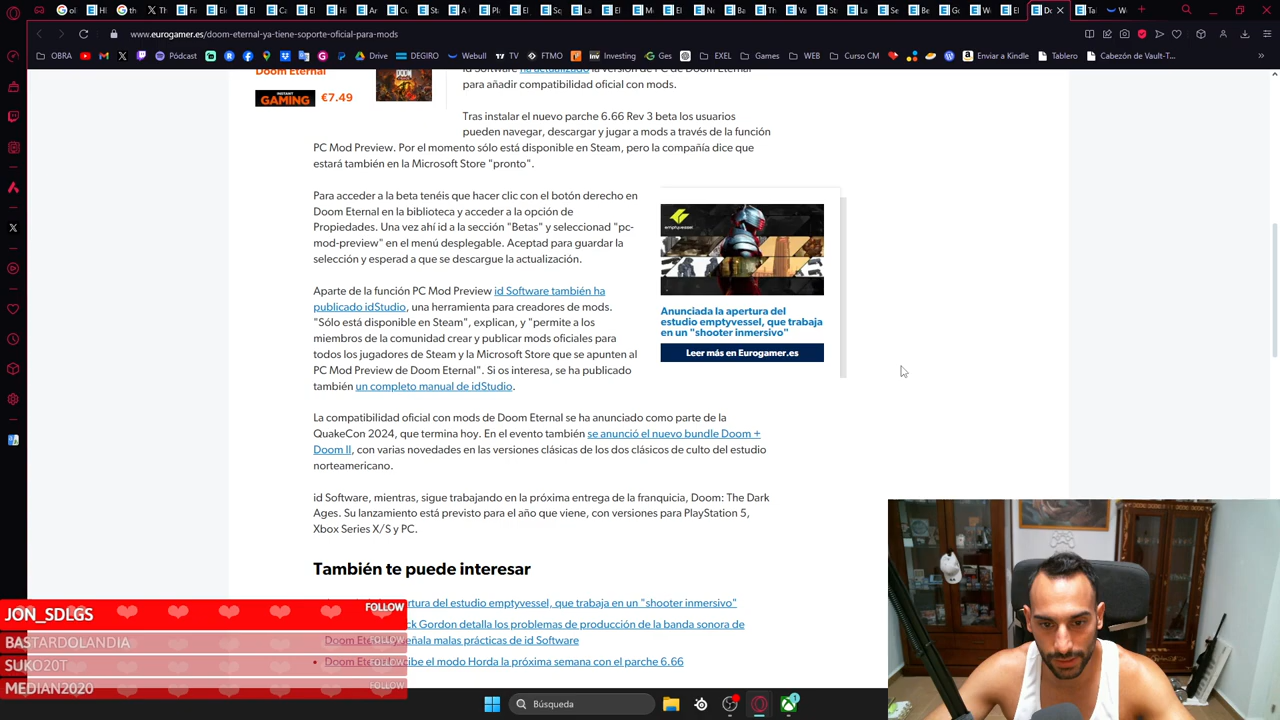 www.eurogamer.es/doom-eternal-ya-tiene-soporte-oficial-para-mods
OBRA
Pódcast
Drive
DEGIRO
Webull
TV
FTMO
Investing
Ges
EXEL
Games
WEB
Curso CM
Enviar a Kindle
Tablero
Cabezón de Vault-T...
Doom Eternal
INSTANT GAMING €7.49
id Software ha actualizado la versión de PC de Doom Eternal
para añadir compatibilidad oficial con mods.
Tras instalar el nuevo parche 6.66 Rev 3 beta los usuarios
pueden navegar, descargar y jugar a mods a través de la función
PC Mod Preview. Por el momento sólo está disponible en Steam, pero la compañía dice que
estará también en la Microsoft Store "pronto".
Para acceder a la beta tenéis que hacer clic con el botón derecho en
Doom Eternal en la biblioteca y acceder a la opción de
Propiedades. Una vez ahí id a la sección "Betas" y seleccionad "pc-
mod-preview" en el menú desplegable. Aceptad para guardar la
selección y esperad a que se descargue la actualización.
Aparte de la función PC Mod Preview id Software también ha
publicado idStudio, una herramienta para creadores de mods.
"Sólo está disponible en Steam", explican, y "permite a los
miembros de la comunidad crear y publicar mods oficiales para
todos los jugadores de Steam y la Microsoft Store que se apunten al
PC Mod Preview de Doom Eternal". Si os interesa, se ha publicado
también un completo manual de idStudio.
emptyvessel
Anunciada la apertura del
estudio emptyvessel, que trabaja
en un "shooter inmersivo"
Leer más en Eurogamer.es
La compatibilidad oficial con mods de Doom Eternal se ha anunciado como parte de la
QuakeCon 2024, que termina hoy. En el evento también se anunció el nuevo bundle Doom +
Doom II, con varias novedades en las versiones clásicas de los dos clásicos de culto del estudio
norteamericano.
id Software, mientras, sigue trabajando en la próxima entrega de la franquicia, Doom: The Dark
Ages. Su lanzamiento está previsto para el año que viene, con versiones para PlayStation 5,
Xbox Series X/S y PC.
También te puede interesar
rtura del estudio emptyvessel, que trabaja en un "shooter inmersivo"
ck Gordon detalla los problemas de producción de la banda sonora de
Doom Eter señala malas prácticas de id Software
Doom Ete cibe el modo Horda la próxima semana con el parche 6.66
JON_SDLGS FOLLOW
BASTARDOLANDIA FOLLOW
SUKO20T FOLLOW
MEDIAN2020 FOLLOW
Búsqueda
1